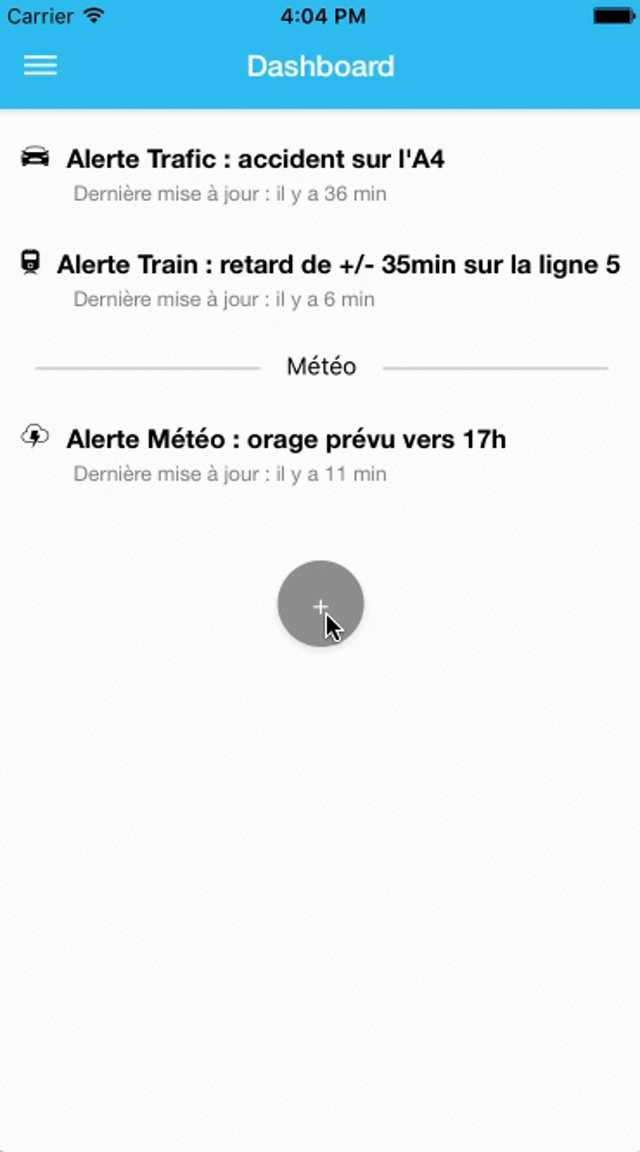 Carrier 4:04 PM
Dashboard
Alerte Trafic : accident sur l'A4
Dernière mise à jour : il y a 36 min
Alerte Train : retard de +/- 35min sur la ligne 5
Dernière mise à jour : il y a 6 min
Météo
Alerte Météo : orage prévu vers 17h
Dernière mise à jour : il y a 11 min
+